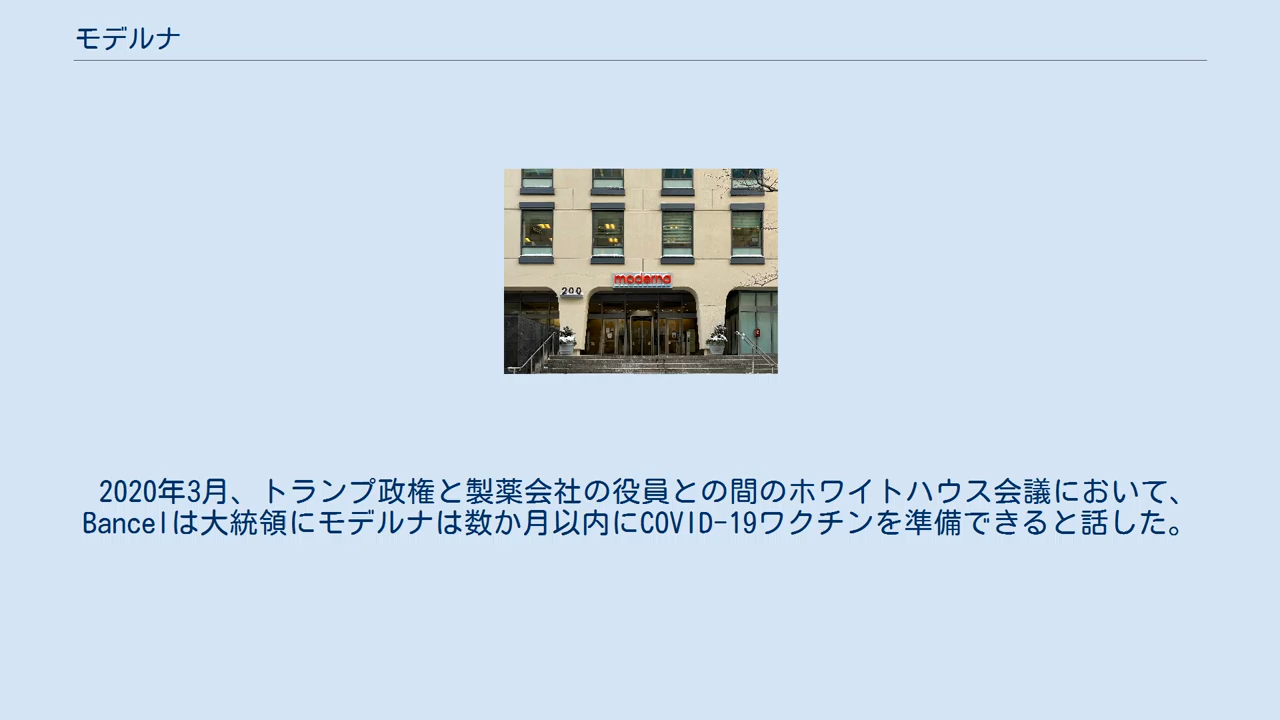 モデルナ
moderna
200
2020年3月、トランプ政権と製薬会社の役員との間のホワイトハウス会議において、
Bancelは大統領にモデルナは数か月以内にCOVID-19ワクチンを準備できると話した。